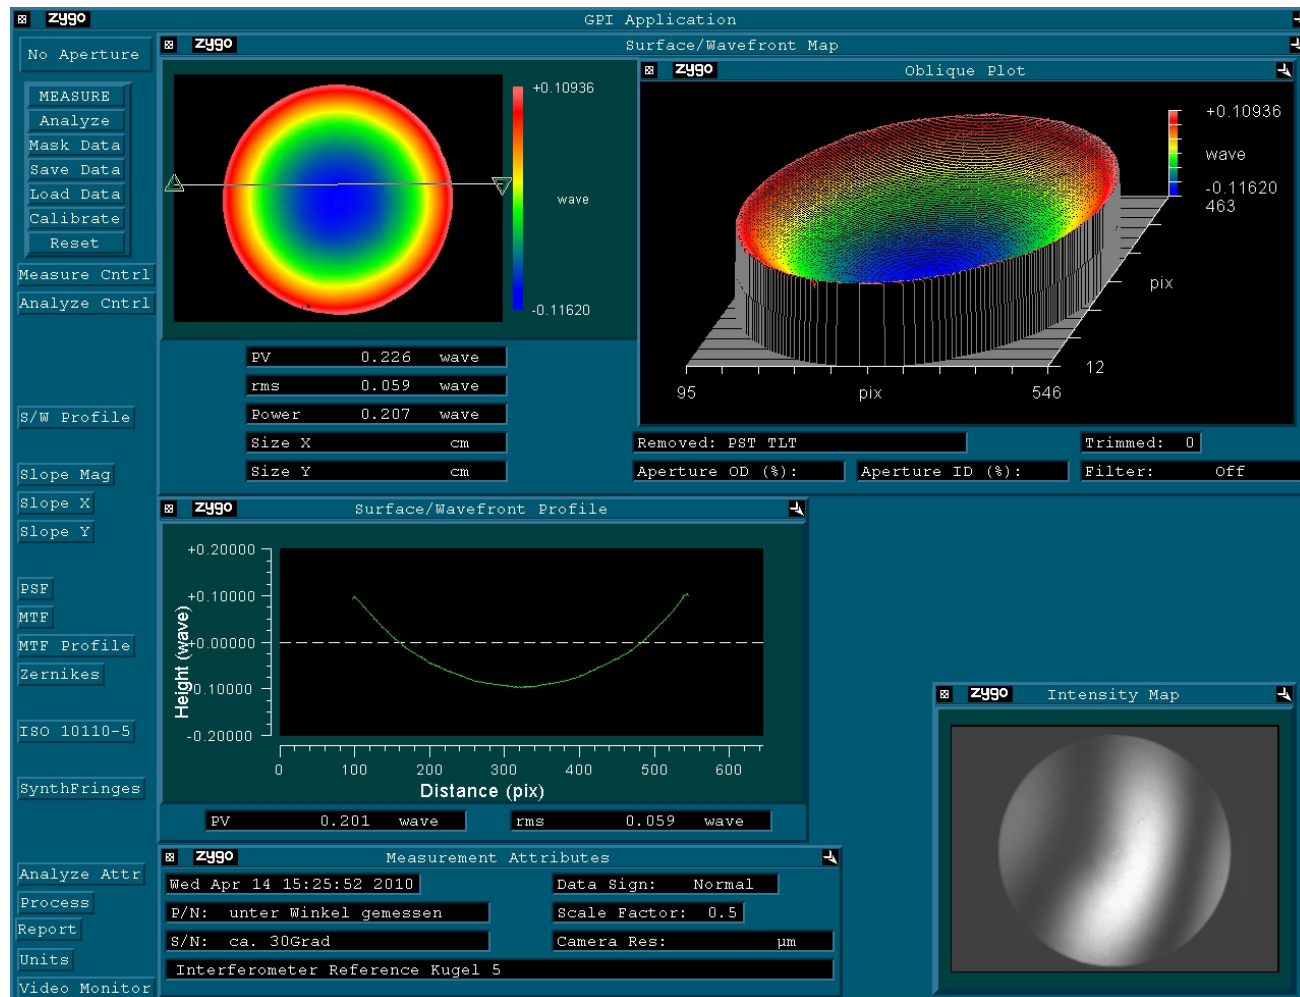 zygo GPI Application
No Aperture
MEASURE
Analyze
Mask Data
Save Data
Load Data
Calibrate
Reset
Measure Cntrl
Analyze Cntrl
S/W Profile
Slope Mag
Slope X
Slope Y
PSF
MTF
MTF Profile
Zernikes
ISO 10110-5
SynthFringes
Analyze Attr
Process
Report
Units
Video Monitor
zygo Surface/Wavefront Map
+0.10936
wave
-0.11620
PV 0.226 wave
rms 0.059 wave
Power 0.207 wave
Size X cm
Size Y cm
zygo Oblique Plot
+0.10936
wave
-0.11620
463
pix
12
95 pix 546
Removed: PST TLT
Trimmed: 0
Aperture OD (%):
Aperture ID (%):
Filter: Off
zygo Surface/Wavefront Profile
Height (wave)
+0.20000
+0.10000
+0.00000
-0.10000
-0.20000
0 100 200 300 400 500 600
Distance (pix)
PV 0.201 wave
rms 0.059 wave
zygo Measurement Attributes
Wed Apr 14 15:25:52 2010
Data Sign: Normal
P/N: unter Winkel gemessen
Scale Factor: 0.5
S/N: ca. 30Grad
Camera Res: µm
Interferometer Reference Kugel 5
zygo Intensity Map